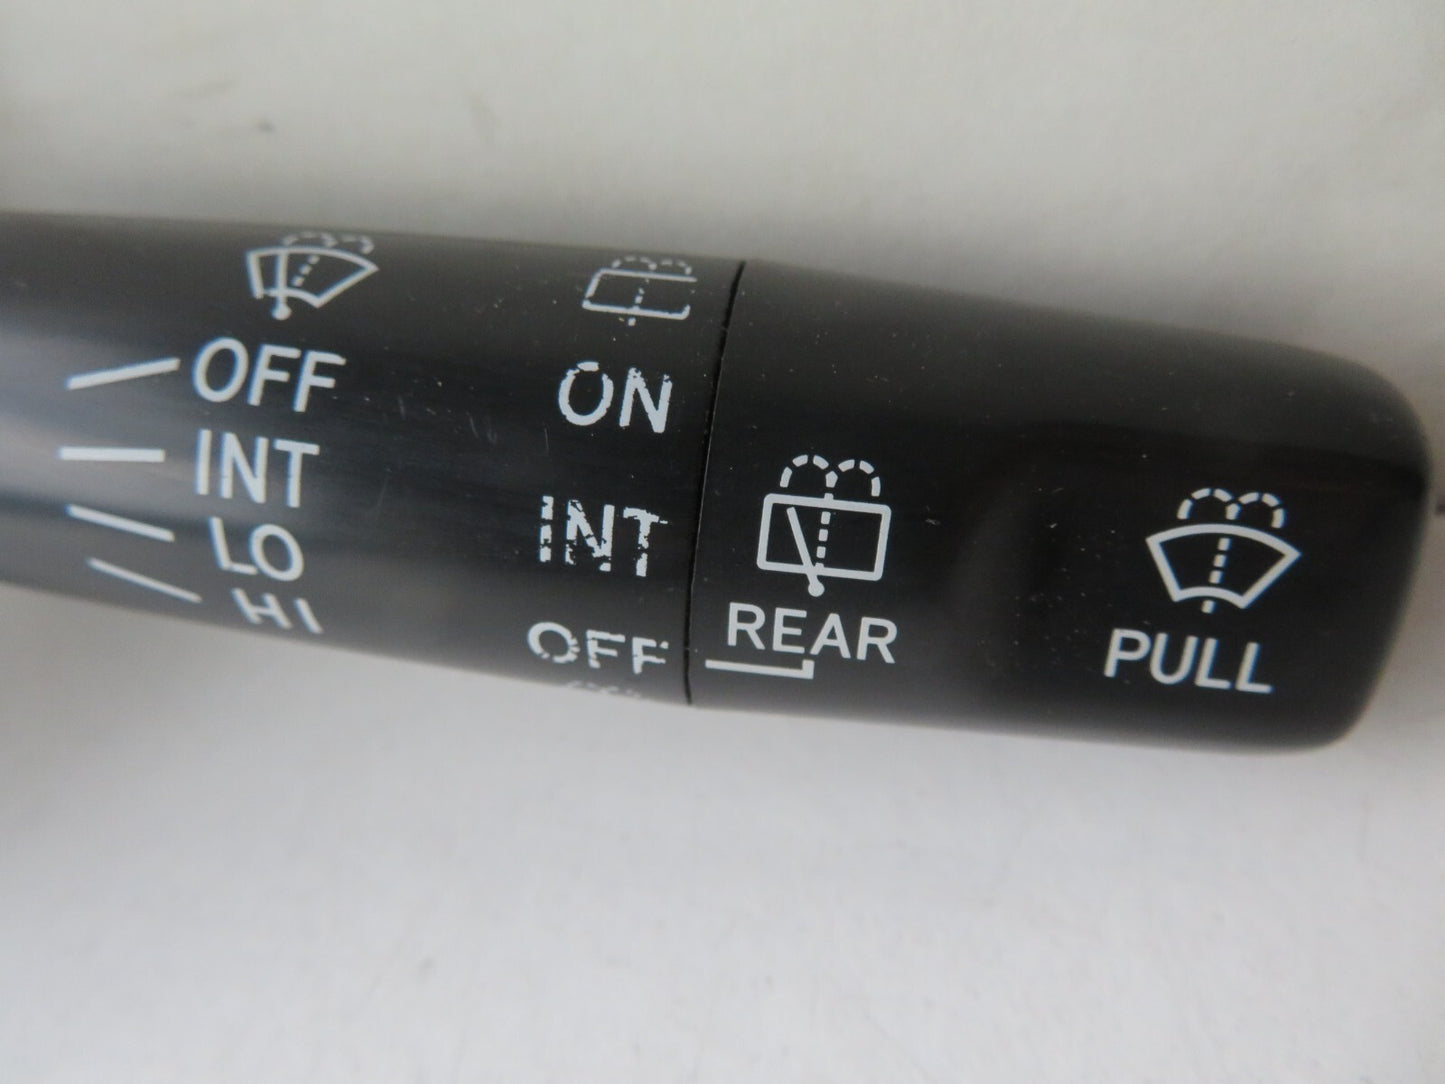 OFF
INT
LO
HI
ON
INT
OFF
REAR
PULL